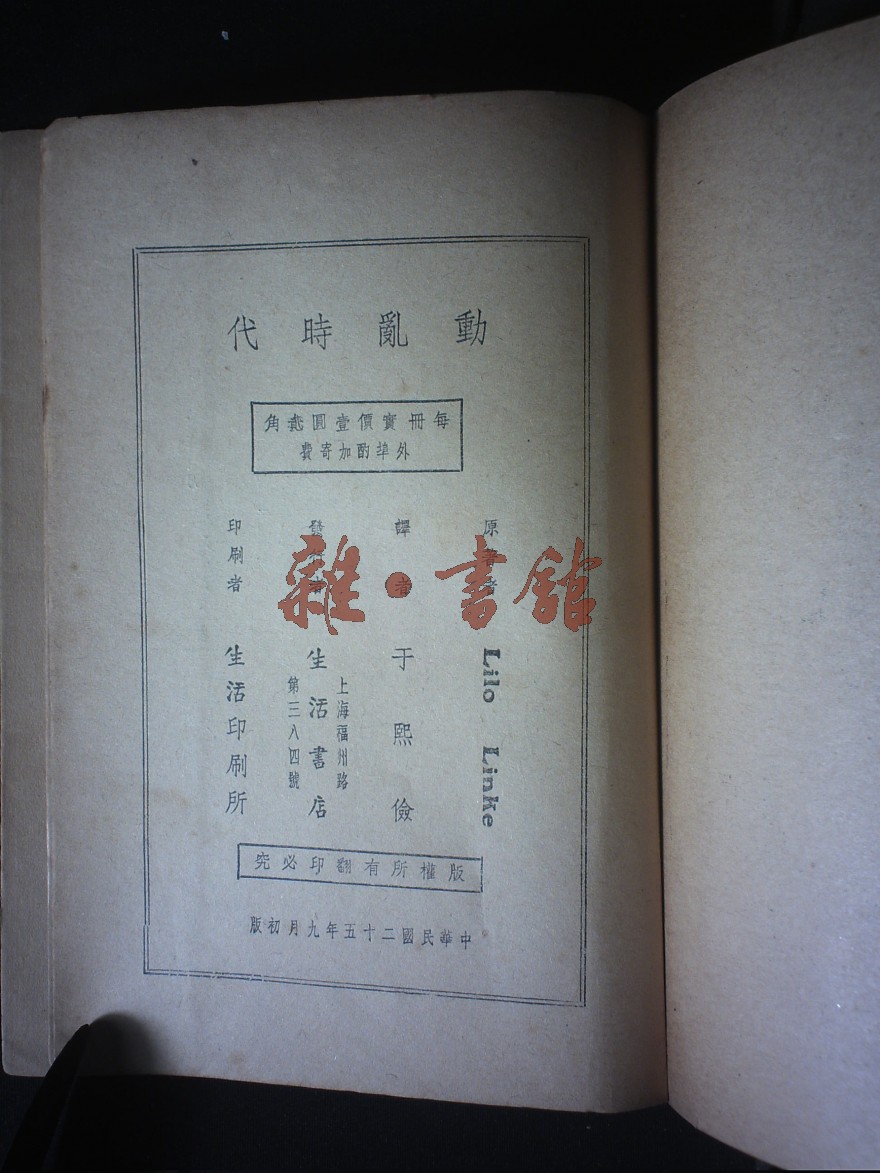 動亂時代
每冊實價壹圓貳角
外埠酌加寄費
原著者 Lilo Linke
譯者 于熙儉
發行者 生活書店
上海福州路
第三八四號
印刷者 生活印刷所
版權所有翻印必究
中華民國二十五年九月初版
雜·書館